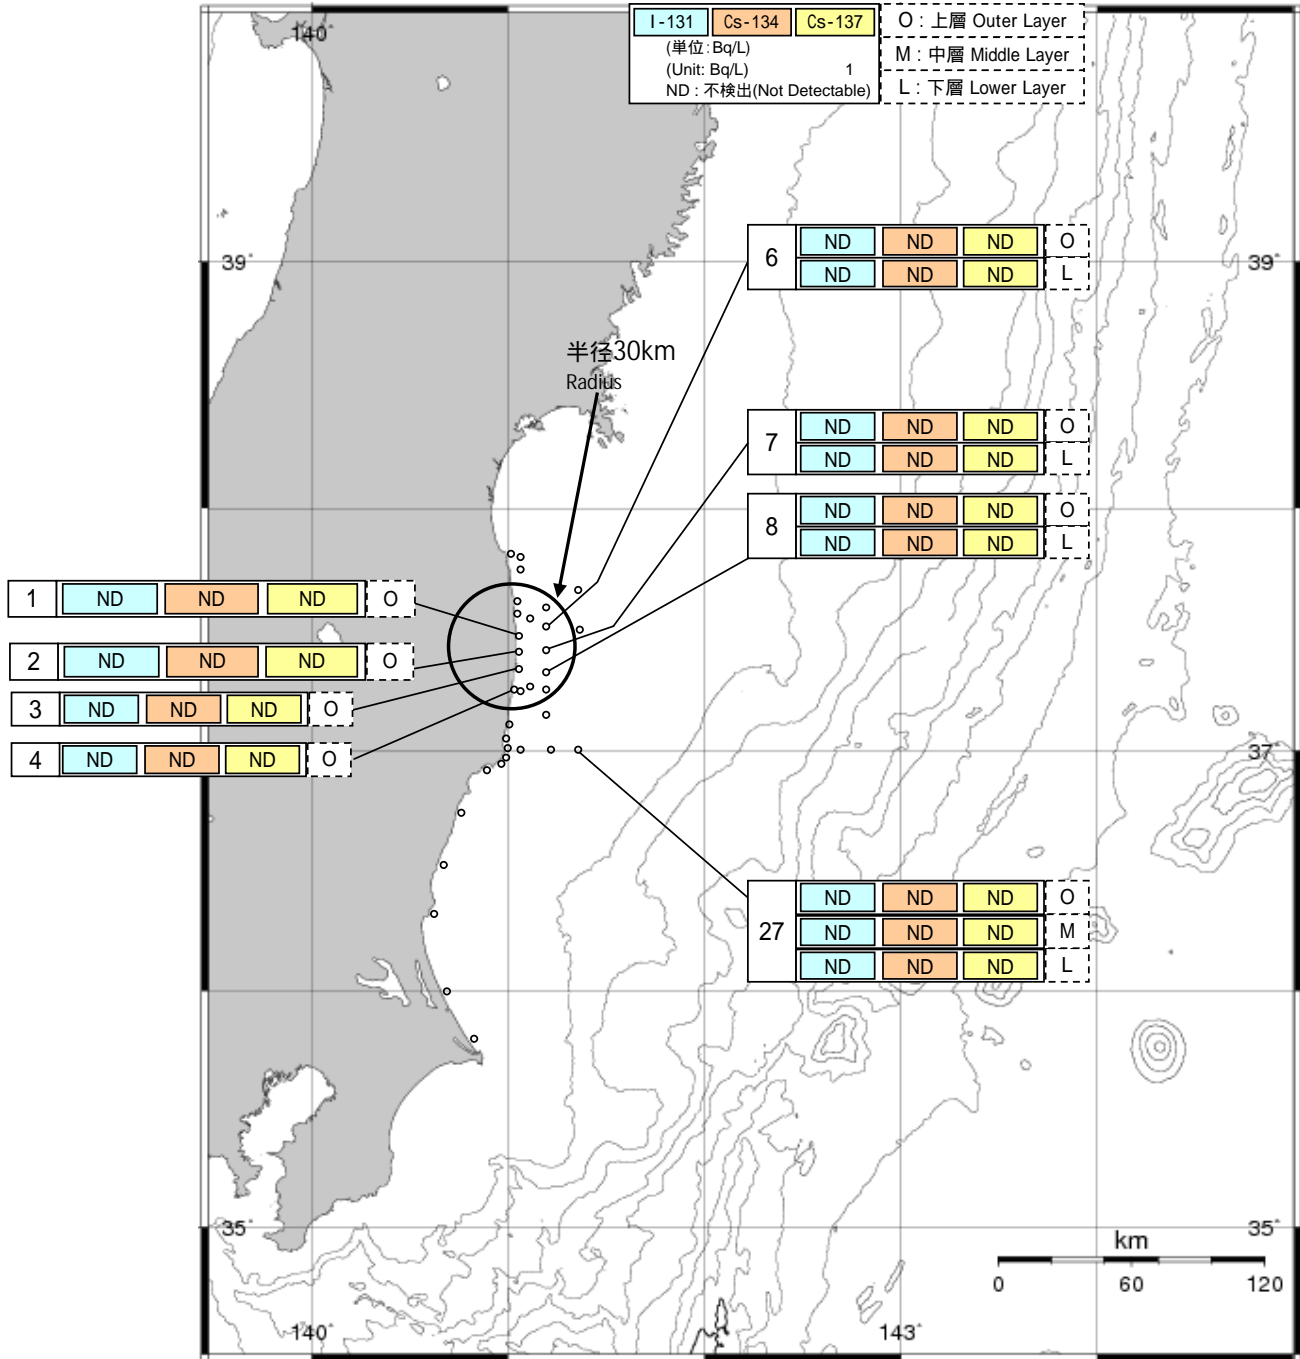 I-131 Cs-134 Cs-137
(単位:Bq/L)
(Unit: Bq/L) 1
ND : 不検出(Not Detectable)
O : 上層 Outer Layer
M : 中層 Middle Layer
L : 下層 Lower Layer
140°
6 ND ND ND O
ND ND ND L
39° 39°
半径30km
Radius
7 ND ND ND O
ND ND ND L
8 ND ND ND O
ND ND ND L
1 ND ND ND O
2 ND ND ND O
3 ND ND ND O
4 ND ND ND O
37°
27 ND ND ND O
ND ND ND M
ND ND ND L
35° 35°
km
0 60 120
140° 143°